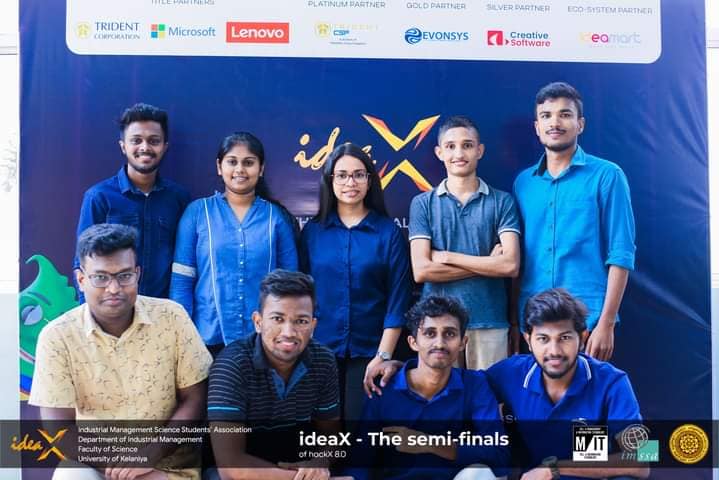 TITLE PARTNERS
PLATINUM PARTNER
GOLD PARTNER
SILVER PARTNER
ECO-SYSTEM PARTNER
TRIDENT
CORPORATION
Microsoft
Lenovo
TRIDENT
CSP
EVONSYS
Creative
Software
ideamart
ideaX
ideaX
Industrial Management Science Students' Association
Department of Industrial Management
Faculty of Science
University of Kelaniya
ideaX - The semi-finals
of hackX 8.0
MIT
imssa